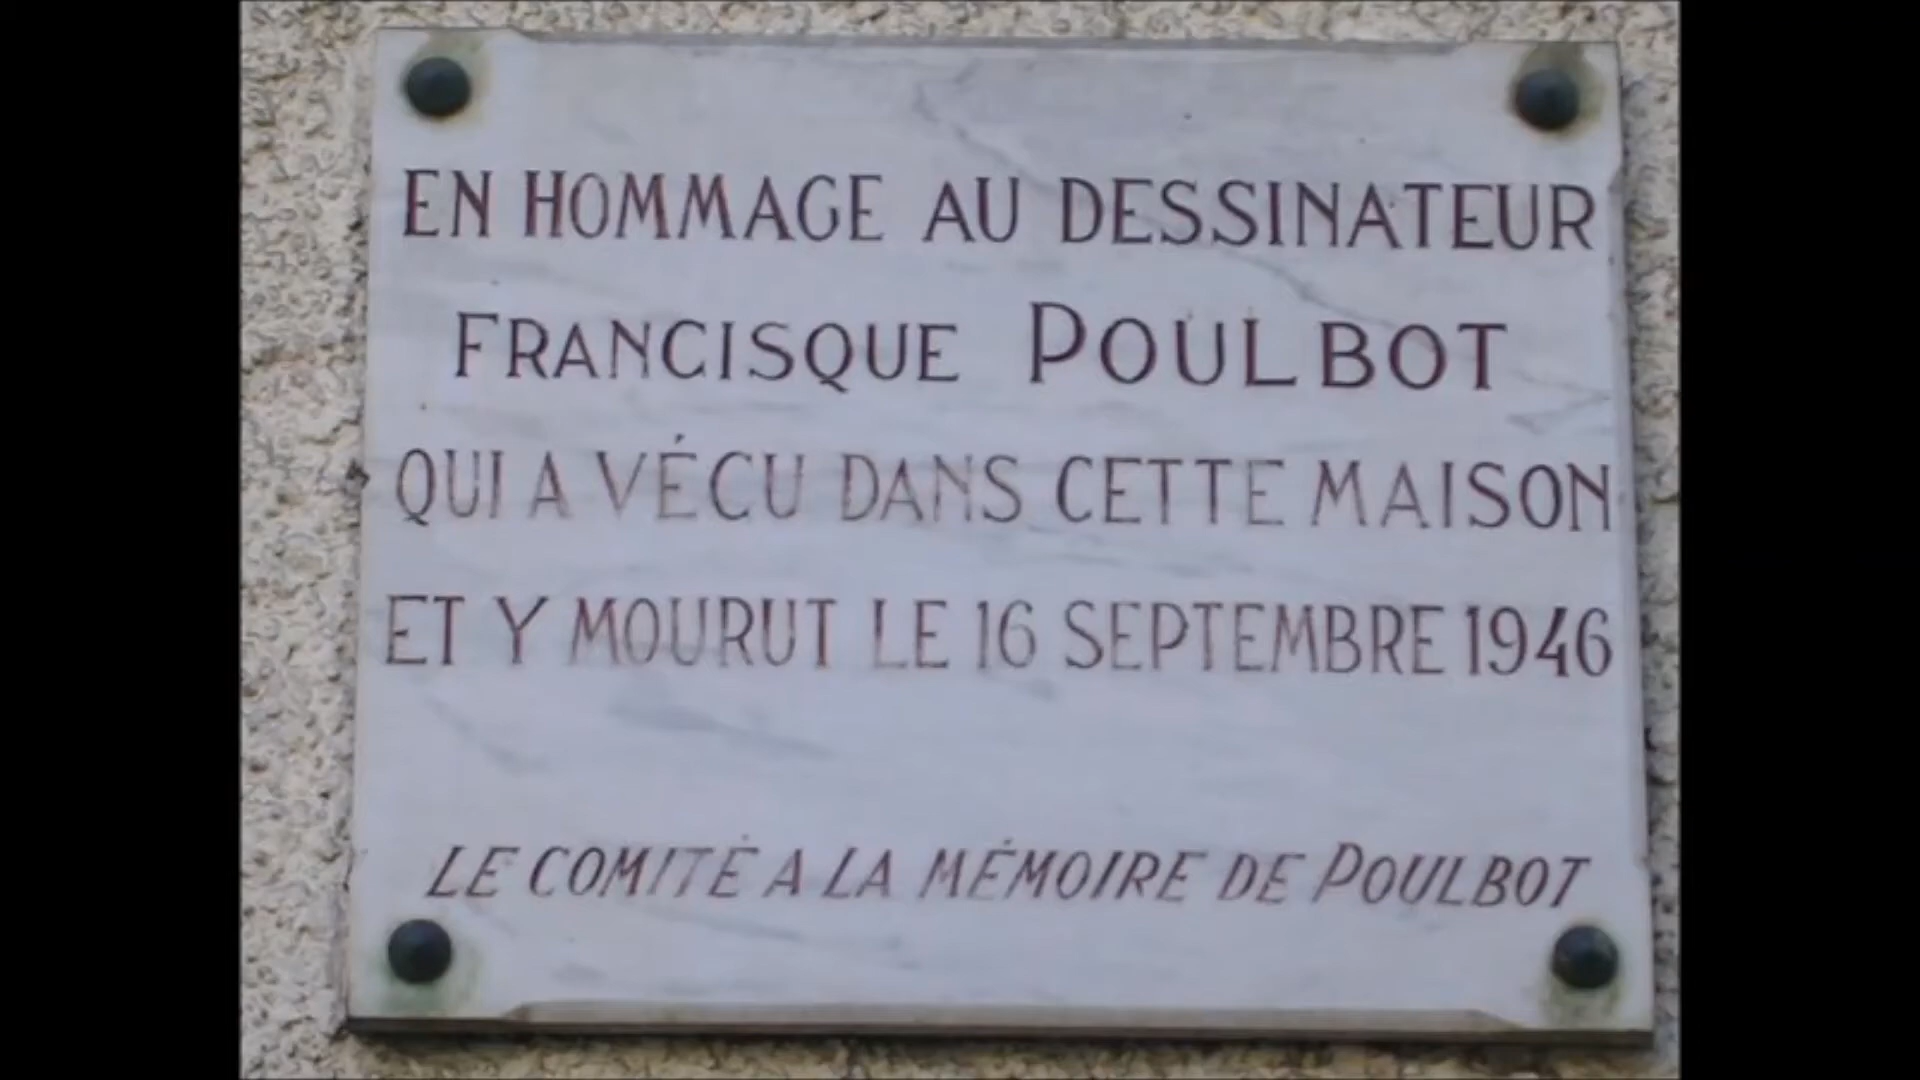 EN HOMMAGE AU DESSINATEUR
FRANCISQUE POULBOT
QUI A VÉCU DANS CETTE MAISON
ET Y MOURUT LE 16 SEPTEMBRE 1946
LE COMITÉ A LA MÉMOIRE DE POULBOT